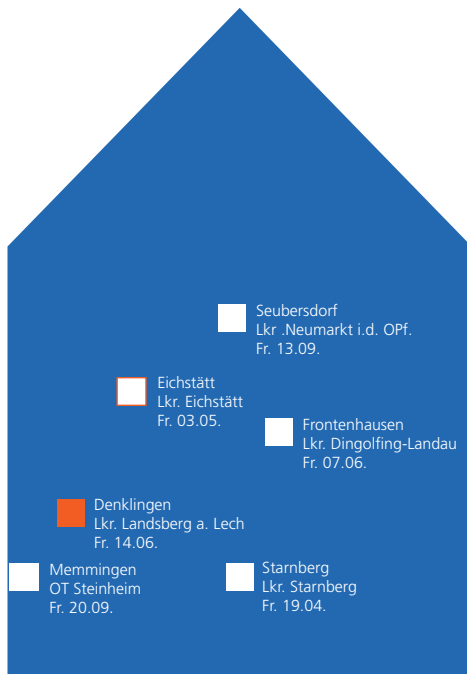 Seubersdorf
Lkr .Neumarkt i.d. OPf.
Fr. 13.09.
Eichstätt
Lkr. Eichstätt
Fr. 03.05.
Frontenhausen
Lkr. Dingolfing-Landau
Fr. 07.06.
Denklingen
Lkr. Landsberg a. Lech
Fr. 14.06.
Memmingen
OT Steinheim
Fr. 20.09.
Starnberg
Lkr. Starnberg
Fr. 19.04.